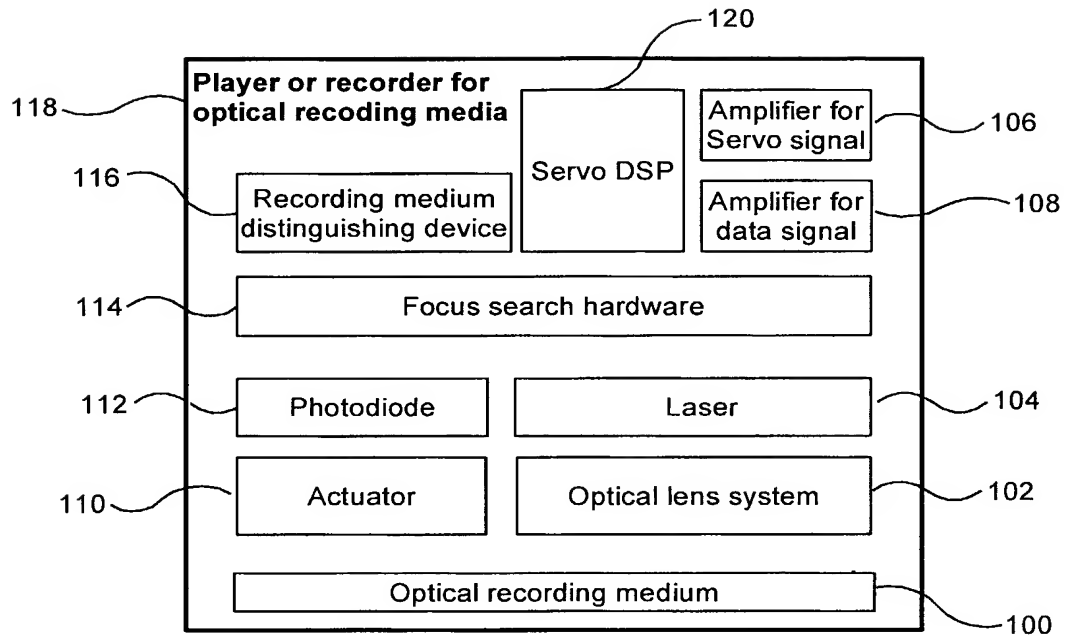 120
Player or recorder for
optical recoding media
118
Amplifier for
Servo signal
106
Servo DSP
116
Recording medium
distinguishing device
Amplifier for
data signal
108
114
Focus search hardware
112
Photodiode
Laser
104
110
Actuator
Optical lens system
102
Optical recording medium
100